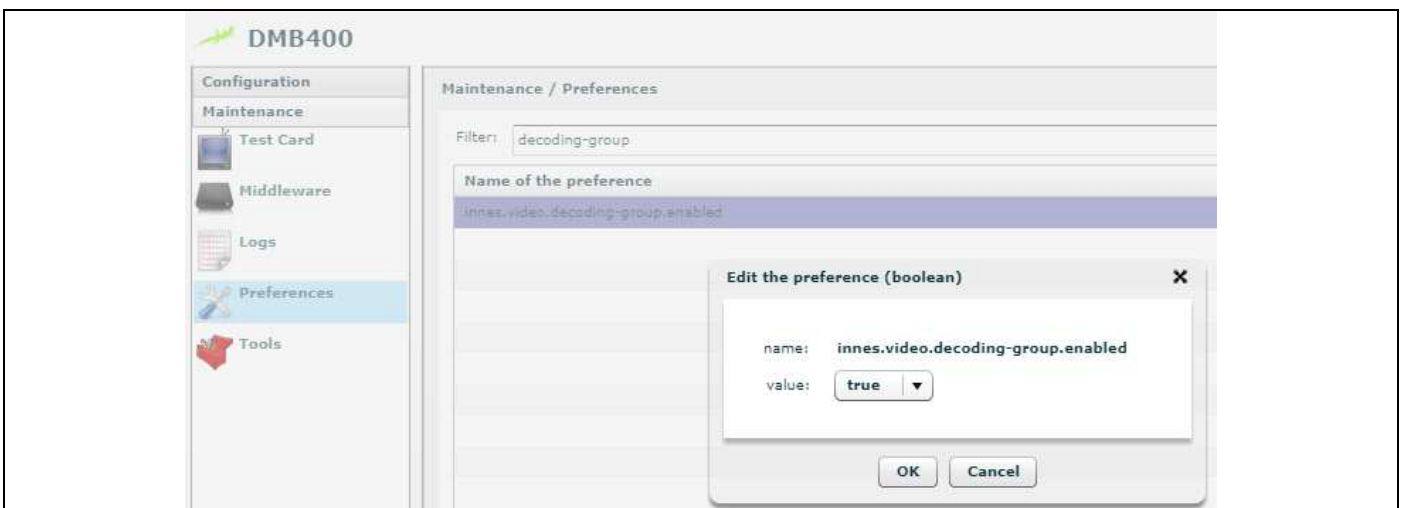 DMB400
Configuration
Maintenance
Test Card
Middleware
Logs
Preferences
Tools
Maintenance / Preferences
Filter: decoding-group
Name of the preference
innes.video.decoding-group.enabled
Edit the preference (boolean)
name: innes.video.decoding-group.enabled
value: true
OK Cancel